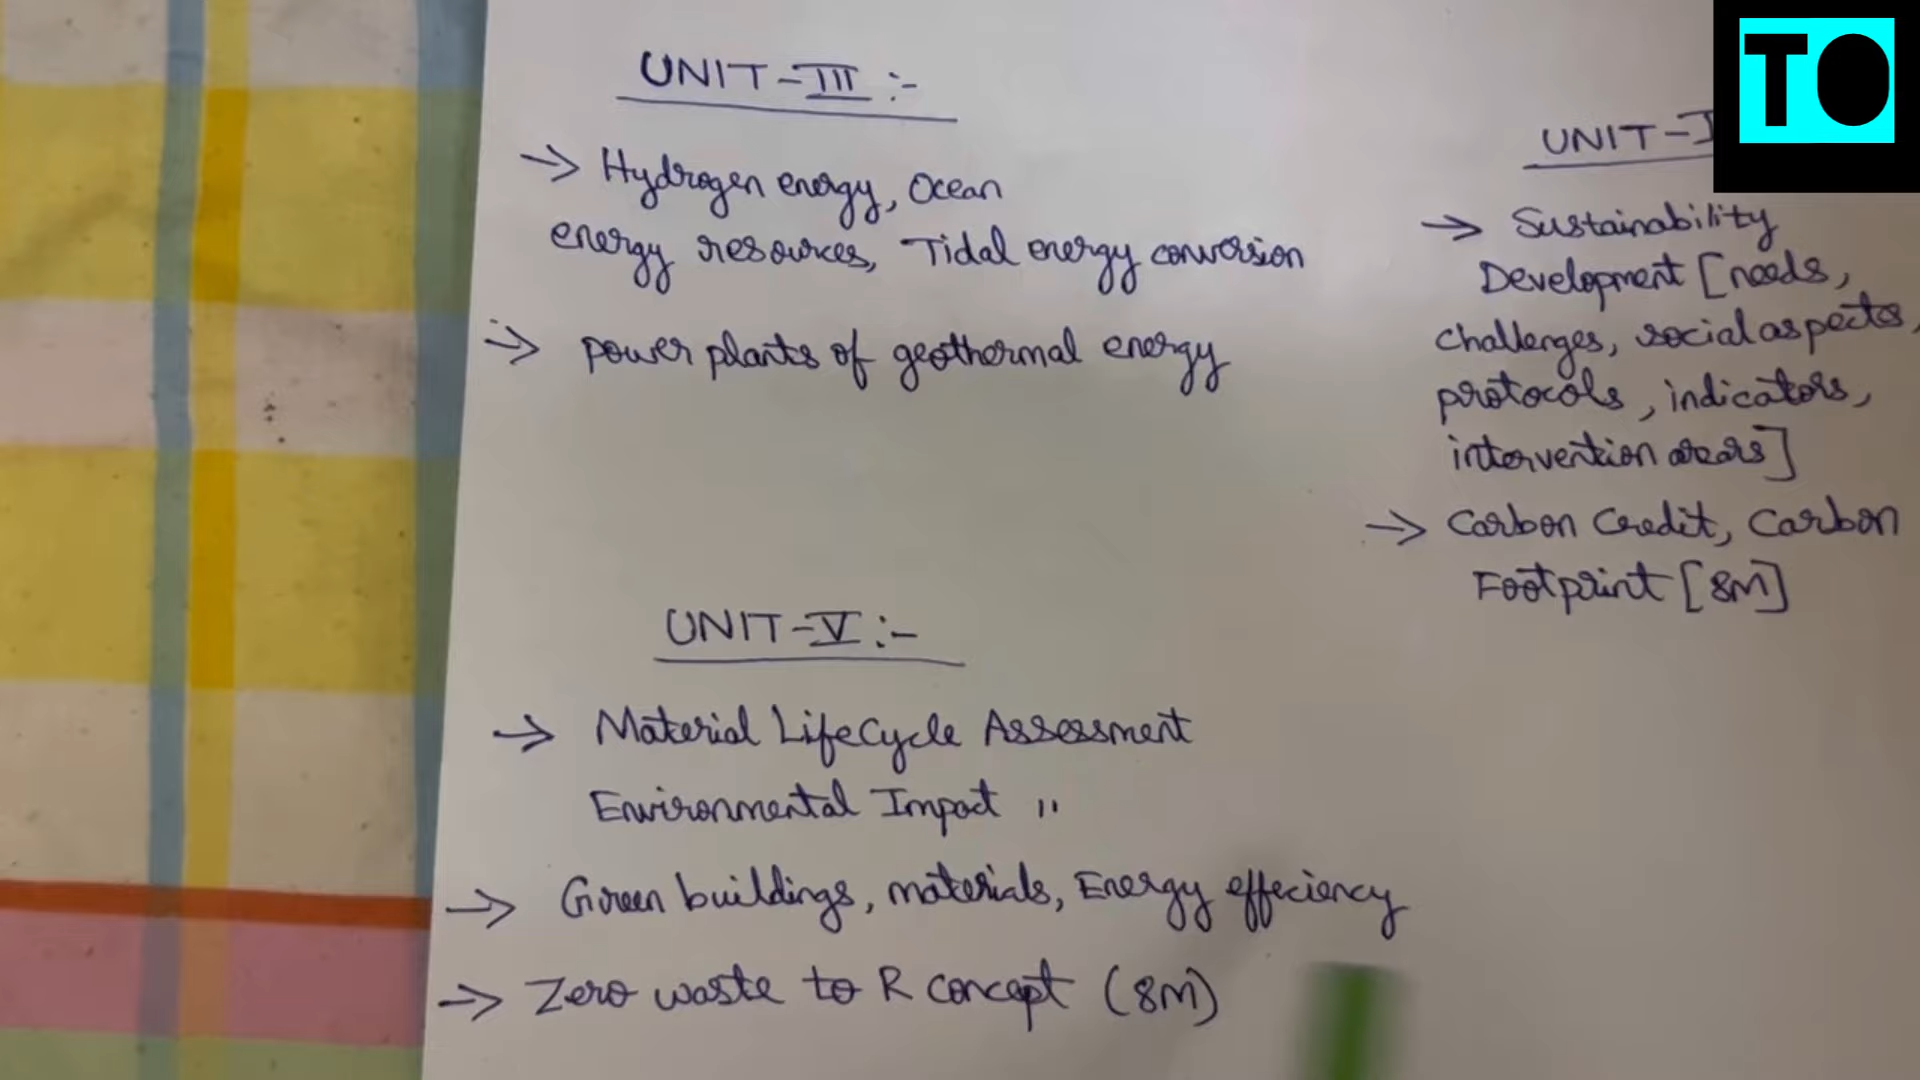 UNIT-III :-
→ Hydrogen energy, Ocean
energy resources, Tidal energy conversion
→ power plants of geothermal energy
UNIT-V :-
→ Material LifeCycle Assessment
Environmental Impact "
→ Green buildings, materials, Energy effeciency
→ Zero waste to R concept (8M)
UNIT-
→ Sustainability
Development [needs,
challenges, social aspects,
protocols, indicators,
intervention areas]
→ Carbon Credit, Carbon
Footprint [8M]
TO